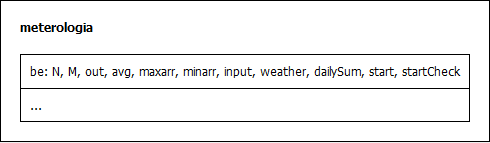 meterologia
be: N, M, out, avg, maxarr, minarr, input, weather, dailySum, start, startCheck
...